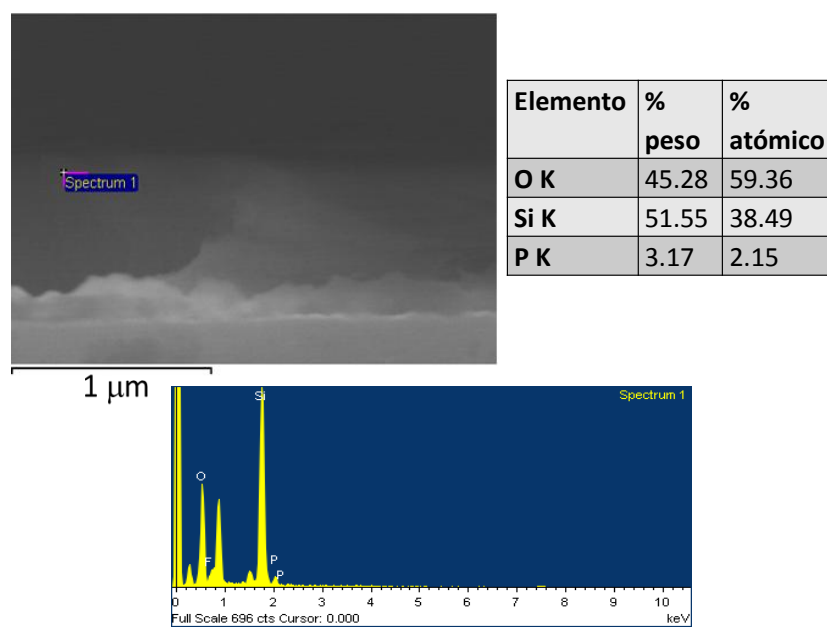 Spectrum 1
1 μm
Elemento % peso % atómico
O K 45.28 59.36
Si K 51.55 38.49
P K 3.17 2.15
Spectrum 1
Si
O
F
P
P
0 1 2 3 4 5 6 7 8 9 10
Full Scale 696 cts Cursor: 0.000 keV